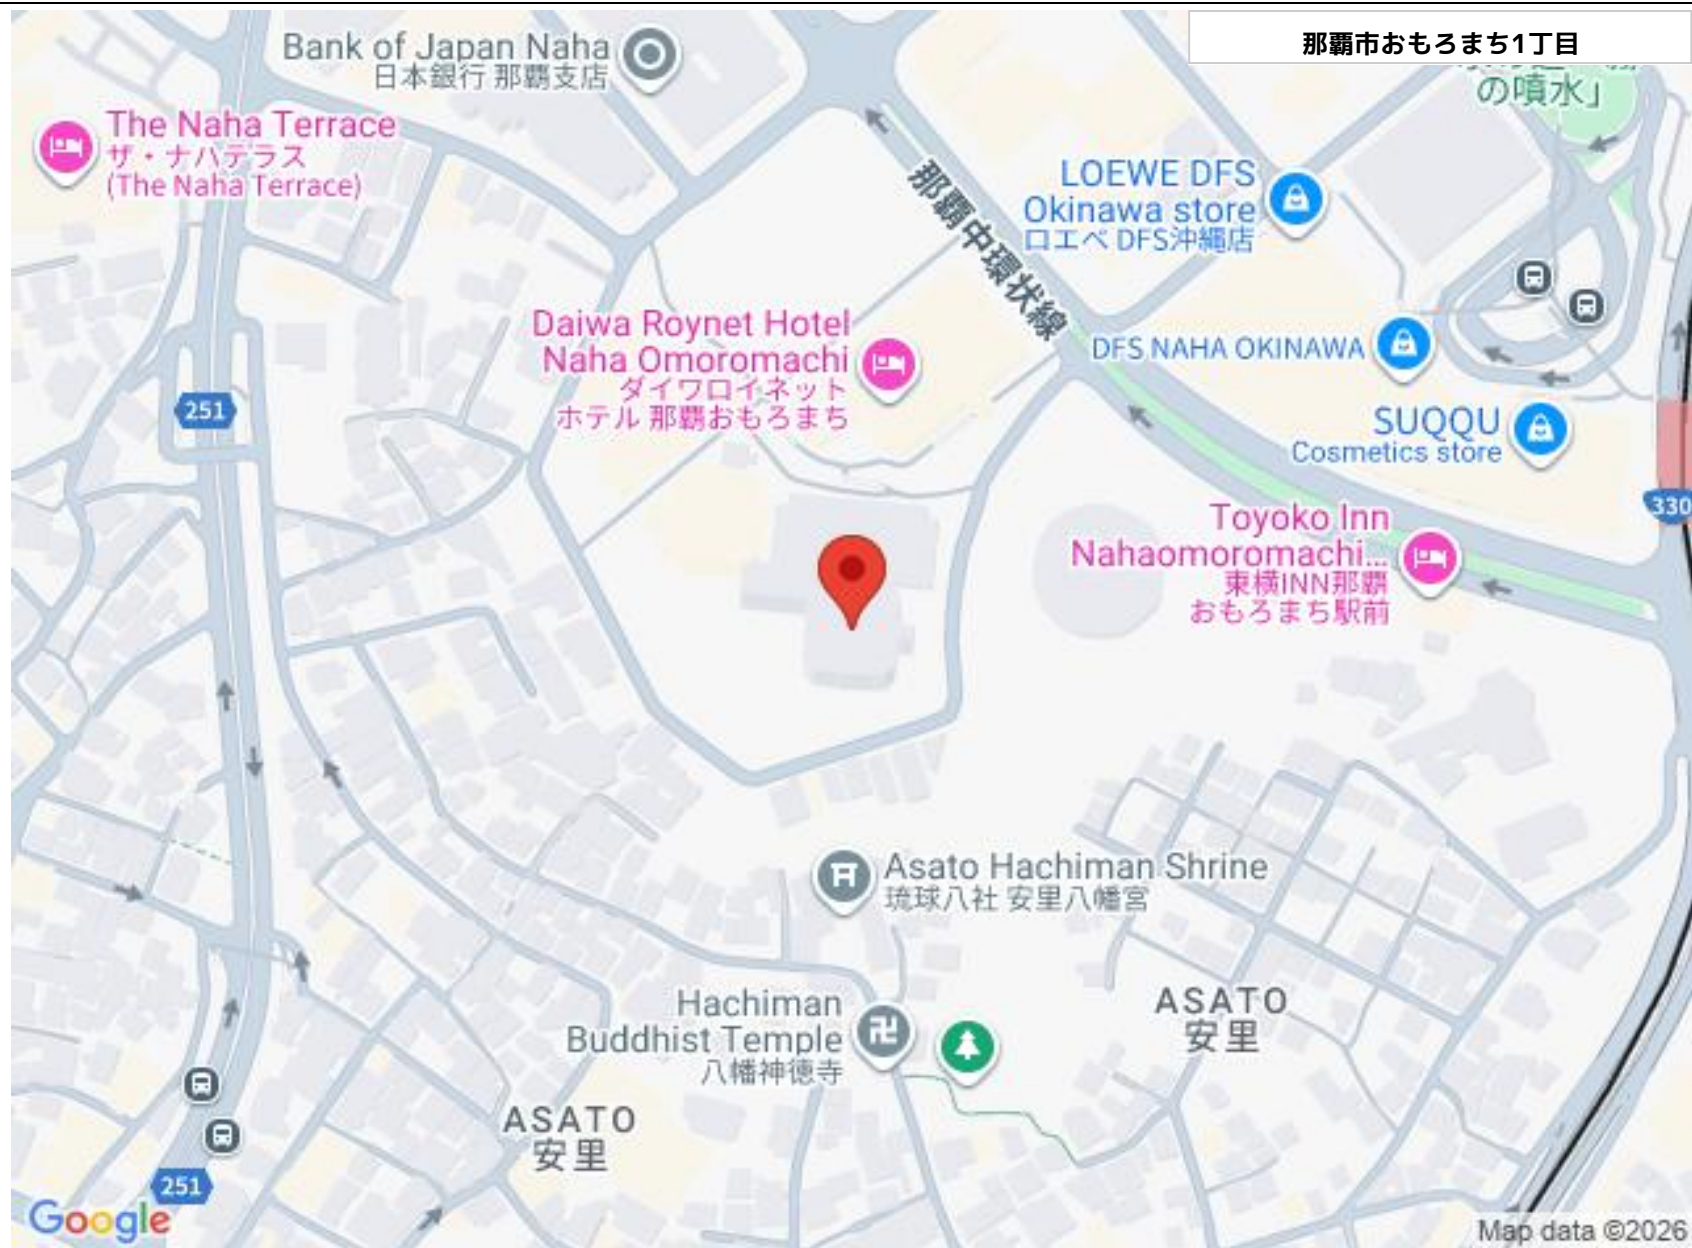 那覇市おもろまち1丁目
Bank of Japan Naha
日本銀行 那覇支店
の噴水」
The Naha Terrace
ザ・ナハテラス
(The Naha Terrace)
那覇中環状線
LOEWE DFS
Okinawa store
ロエベ DFS沖縄店
Daiwa Roynet Hotel
Naha Omoromachi
ダイワロイネット
ホテル 那覇おもろまち
DFS NAHA OKINAWA
251
SUQQU
Cosmetics store
330
Toyoko Inn
Nahaomoromachi...
東横INN那覇
おもろまち駅前
Asato Hachiman Shrine
琉球八社 安里八幡宮
Hachiman
Buddhist Temple
八幡神徳寺
ASATO
安里
ASATO
安里
251
Google
Map data ©2026